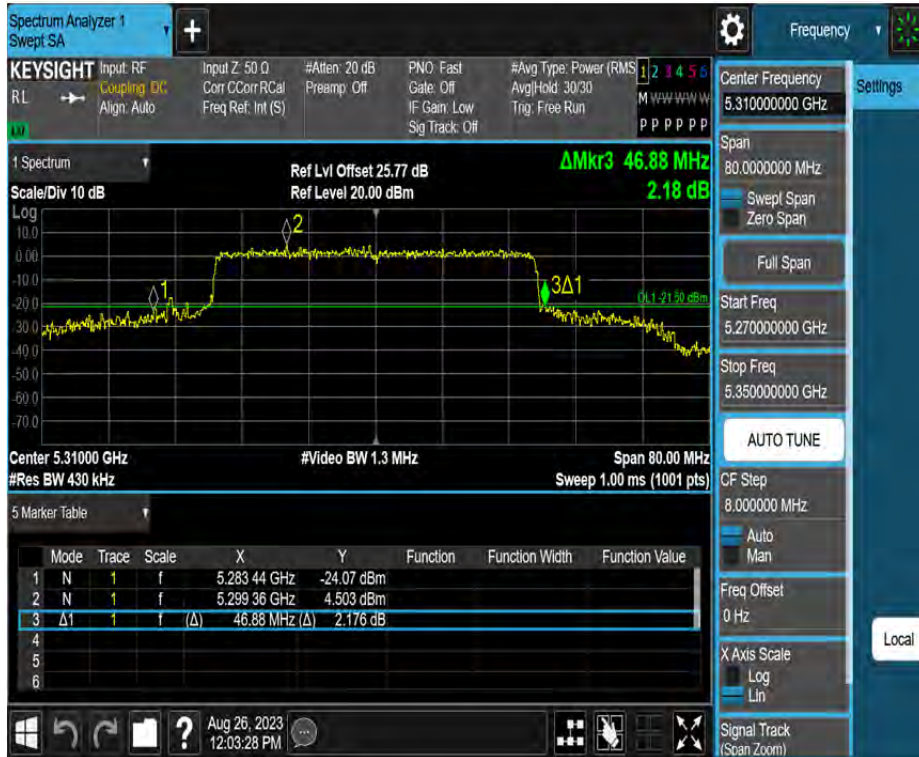 Spectrum Analyzer 1
Swept SA
Frequency
KEYSIGHT Input: RF Input Z: 50 Ω #Atten: 20 dB PNO: Fast #Avg Type: Power (RMS 1 2 3 4 5 6
RL Coupling: DC Corr CCorr RCal Preamp: Off Gate: Off Avg|Hold: 30/30 M W W W W W
Align: Auto Freq Ref: Int (S) IF Gain: Low Trig: Free Run
Sig Track: Off P P P P P P
LXI
Center Frequency
5.310000000 GHz
Settings
Span
80.0000000 MHz
Swept Span
Zero Span
Full Span
Start Freq
5.270000000 GHz
Stop Freq
5.350000000 GHz
AUTO TUNE
CF Step
8.000000 MHz
Auto
Man
Freq Offset
0 Hz
X Axis Scale
Log
Lin
Signal Track
(Span Zoom)
Local
1 Spectrum
Scale/Div 10 dB
Ref Lvl Offset 25.77 dB
Ref Level 20.00 dBm
ΔMkr3 46.88 MHz
2.18 dB
Log
10.0
0.00
-10.0
-20.0
-30.0
-40.0
-50.0
-60.0
-70.0
1
2
3Δ1
DL1 -21.50 dBm
Center 5.31000 GHz #Video BW 1.3 MHz Span 80.00 MHz
#Res BW 430 kHz Sweep 1.00 ms (1001 pts)
5 Marker Table
Mode Trace Scale X Y Function Function Width Function Value
1 N 1 f 5.283 44 GHz -24.07 dBm
2 N 1 f 5.299 36 GHz 4.503 dBm
3 Δ1 1 f (Δ) 46.88 MHz (Δ) 2.176 dB
4
5
6
?
Aug 26, 2023
12:03:28 PM